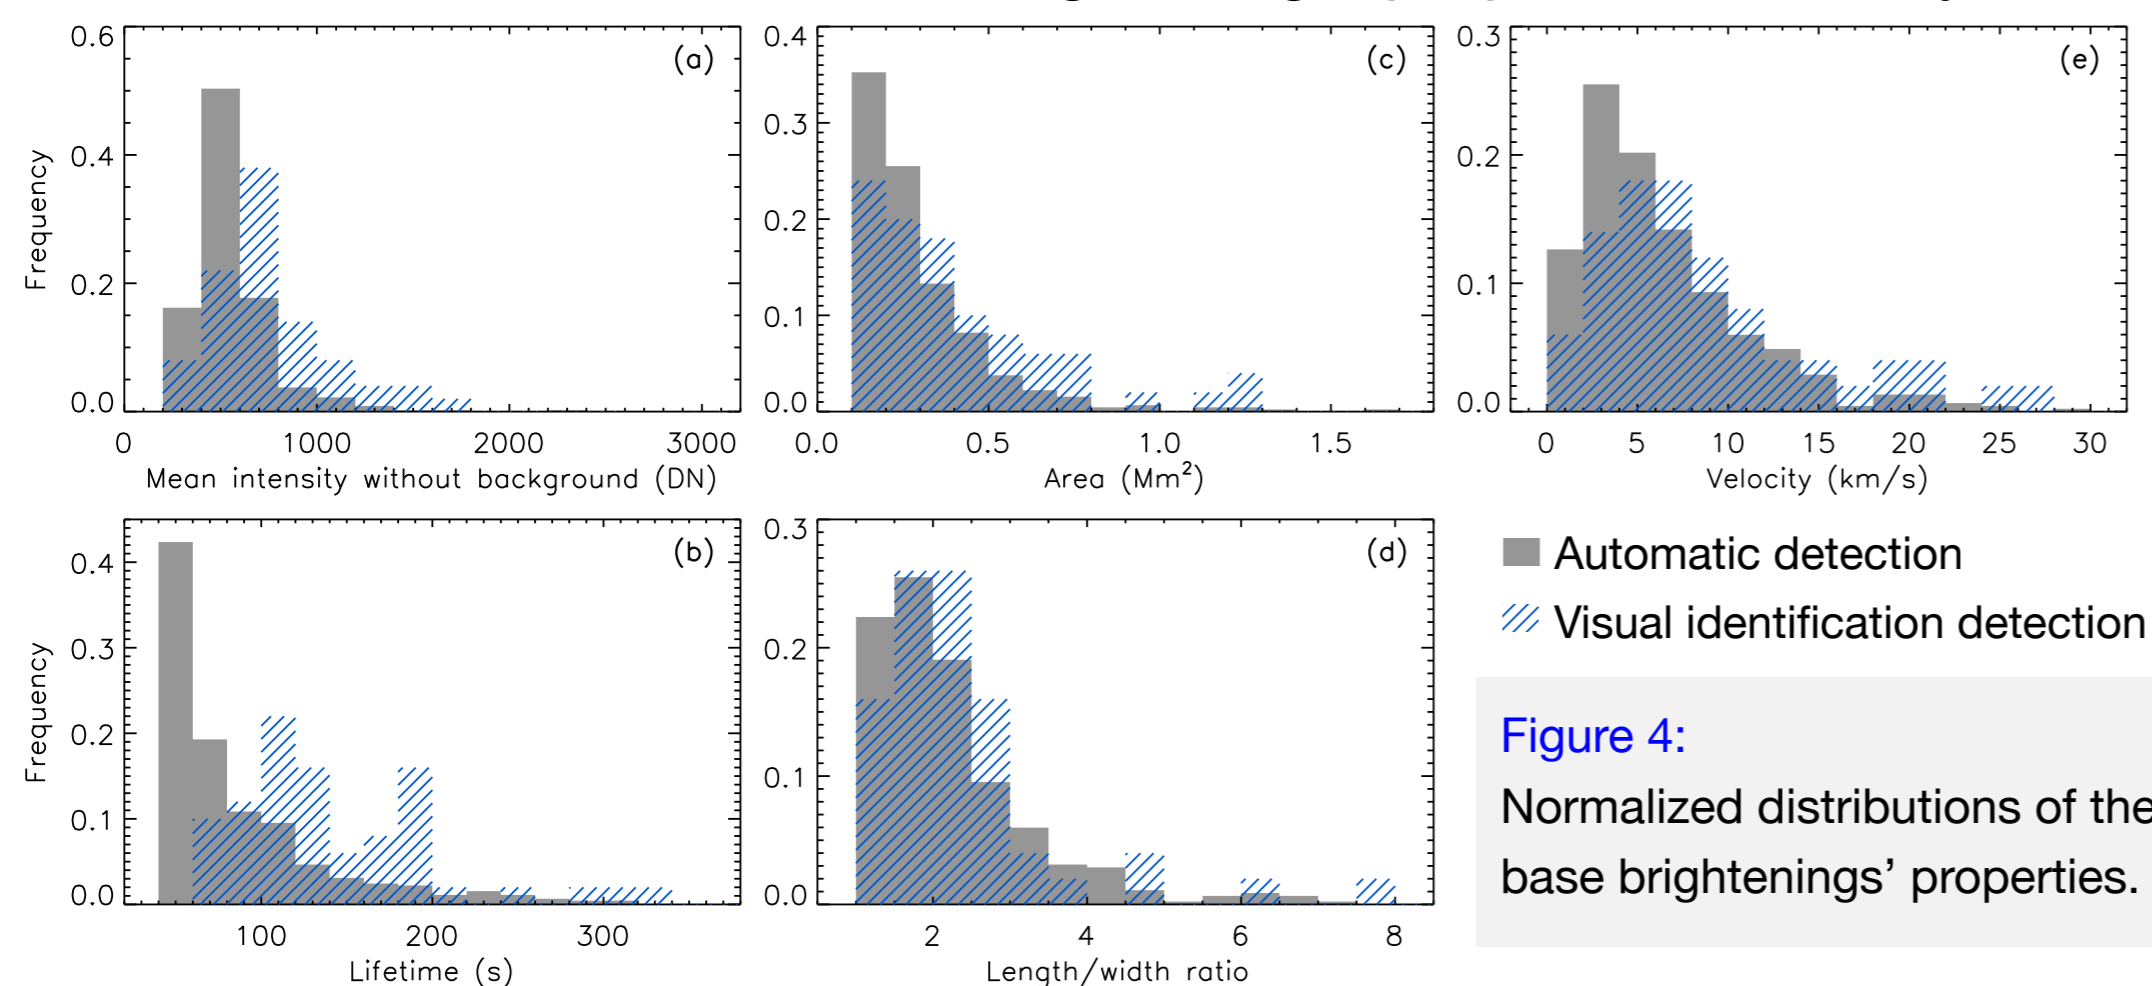 0.6
0.4
0.2
0.0
Frequency
(a)
0 1000 2000 3000
Mean intensity without background (DN)
0.4
0.3
0.2
0.1
0.0
(c)
0.0 0.5 1.0 1.5
Area (Mm²)
0.3
0.2
0.1
0.0
(e)
0 5 10 15 20 25 30
Velocity (km/s)
0.4
0.3
0.2
0.1
0.0
Frequency
(b)
100 200 300
Lifetime (s)
0.3
0.2
0.1
0.0
(d)
2 4 6 8
Length/width ratio
Automatic detection
Visual identification detection
Figure 4:
Normalized distributions of the
base brightenings’ properties.